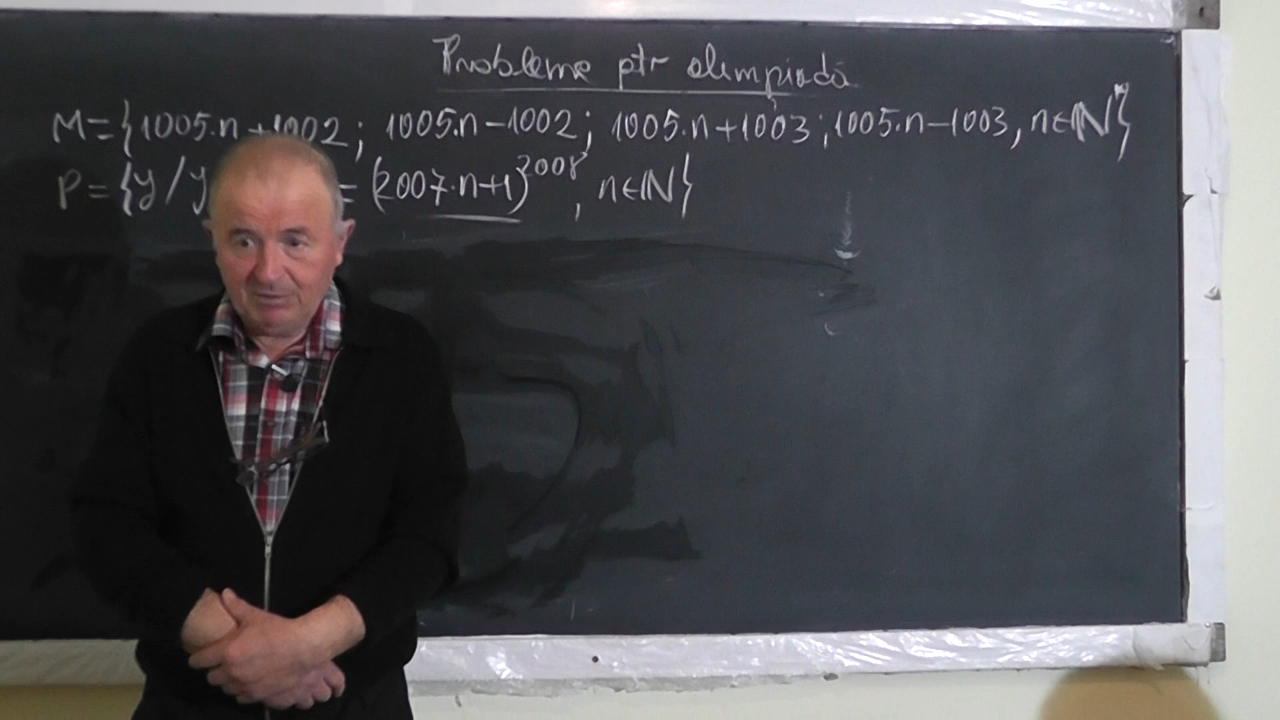 Probleme ptr olimpiadă
M={1005·n+1002; 1005·n-1002; 1005·n+1003; 1005·n-1003, n∈ℕ*}
P={y/y = (2007·n+1)^2008, n∈ℕ}